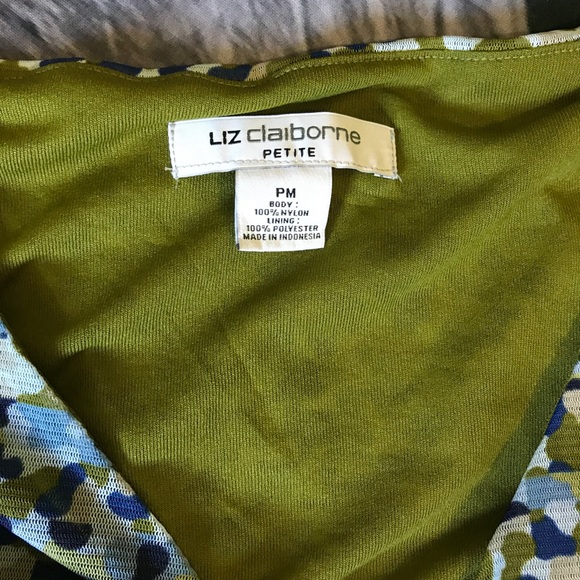 LIZ claiborne
PETITE
PM
BODY :
100% NYLON
LINING :
100% POLYESTER
MADE IN INDONESIA